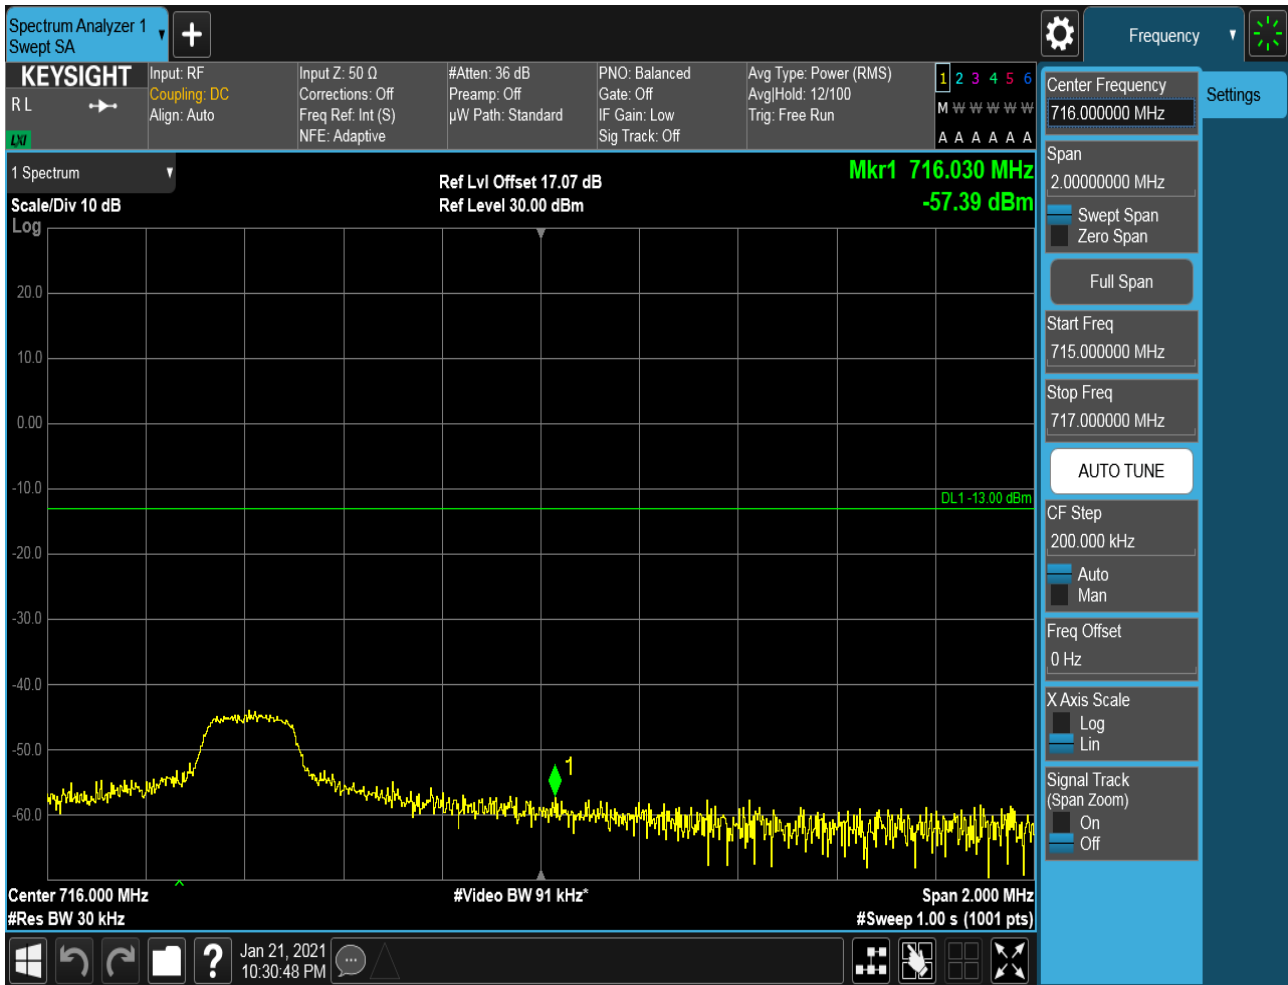 Spectrum Analyzer 1
Swept SA
Frequency
KEYSIGHT
R L
LXI
Input: RF
Coupling: DC
Align: Auto
Input Z: 50 Ω
Corrections: Off
Freq Ref: Int (S)
NFE: Adaptive
#Atten: 36 dB
Preamp: Off
µW Path: Standard
PNO: Balanced
Gate: Off
IF Gain: Low
Sig Track: Off
Avg Type: Power (RMS)
Avg|Hold: 12/100
Trig: Free Run
1 2 3 4 5 6
M W W W W W
A A A A A A
Center Frequency
716.000000 MHz
Settings
Span
2.00000000 MHz
Swept Span
Zero Span
Full Span
Start Freq
715.000000 MHz
Stop Freq
717.000000 MHz
AUTO TUNE
CF Step
200.000 kHz
Auto
Man
Freq Offset
0 Hz
X Axis Scale
Log
Lin
Signal Track
(Span Zoom)
On
Off
1 Spectrum
Scale/Div 10 dB
Log
Ref Lvl Offset 17.07 dB
Ref Level 30.00 dBm
Mkr1 716.030 MHz
-57.39 dBm
20.0
10.0
0.00
-10.0
DL1 -13.00 dBm
-20.0
-30.0
-40.0
-50.0
1
-60.0
Center 716.000 MHz
#Video BW 91 kHz*
Span 2.000 MHz
#Res BW 30 kHz
#Sweep 1.00 s (1001 pts)
?
Jan 21, 2021
10:30:48 PM